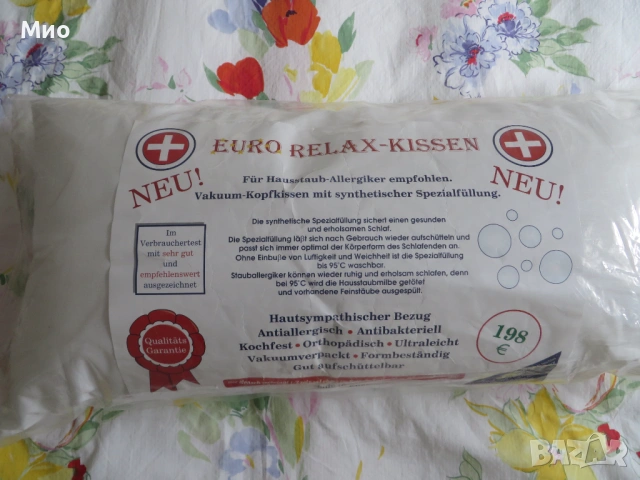 Мио
EURO RELAX-KISSEN
NEU!
NEU!
Für Hausstaub-Allergiker empfohlen.
Vakuum-Kopfkissen mit synthetischer Spezialfüllung.
Im
Verbrauchertest
mit sehr gut
und
empfehlenswert
ausgezeichnet
Die synthetische Spezialfüllung sichert einen gesunden
und erholsamen Schlaf.
Die Spezialfüllung läßt sich nach Gebrauch wieder aufschütteln und
passt sich immer optimal der Körperform des Schlafenden an.
Ohne Einbuße von Luftigkeit und Weichheit ist die Spezialfüllung
bis 95°C waschbar.
Stauballergiker können wieder ruhig und erholsam schlafen, denn
bei 95°C wird die Hausstaubmilbe getötet
und vorhandene Feinstäube ausgespült.
Hautsympathischer Bezug
Antiallergisch • Antibakteriell
Kochfest • Orthopädisch • Ultraleicht
Vakuumverpackt • Formbeständig
Gut aufschüttelbar
Qualitäts
Garantie
198
€
BAZAR